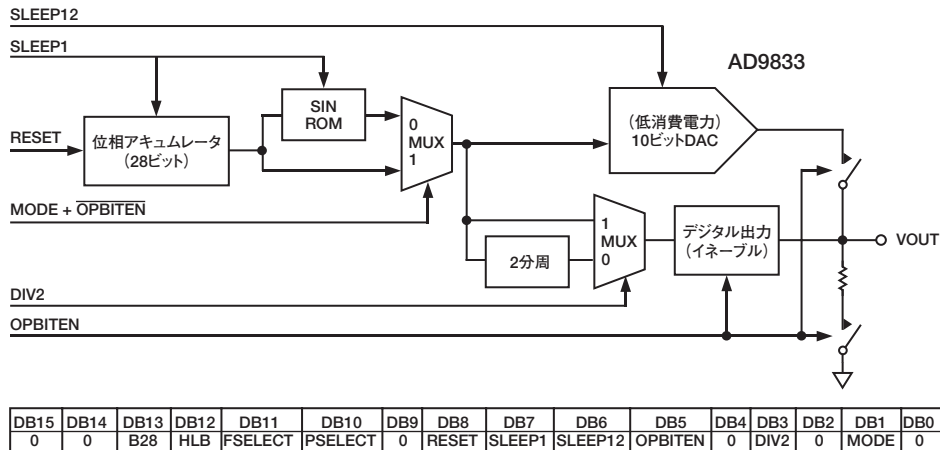 SLEEP12
SLEEP1
AD9833
RESET
位相アキュムレータ
(28ビット)
SIN
ROM
0
MUX
1
(低消費電力)
10ビットDAC
MODE + OPBITEN
1
MUX
0
2分周
デジタル出力
(イネーブル)
VOUT
DIV2
OPBITEN
DB15 DB14 DB13 DB12 DB11 DB10 DB9 DB8 DB7 DB6 DB5 DB4 DB3 DB2 DB1 DB0
0 0 B28 HLB FSELECT PSELECT 0 RESET SLEEP1 SLEEP12 OPBITEN 0 DIV2 0 MODE 0